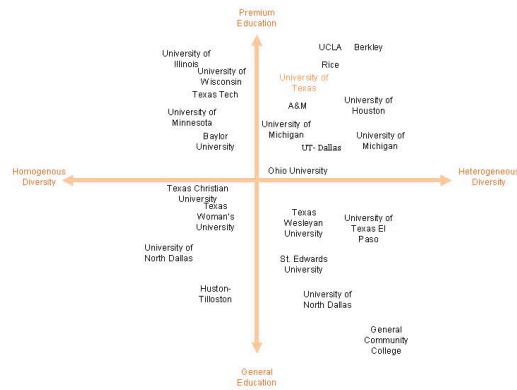 Premium
Education
UCLA
Berkley
University of
Illinois
Rice
University of
Wisconsin
University of
Texas
Texas Tech
A&M
University of
Houston
University of
Minnesota
University of
Michigan
Baylor
University
University of
Michigan
UT- Dallas
Ohio University
Homogenous
Diversity
Heterogeneous
Diversity
Texas Christian
University
Texas
Woman's
University
Texas
Wesleyan
University
University of
Texas El
Paso
University of
North Dallas
St. Edwards
University
Huston-
Tilloston
University of
North Dallas
General
Community
College
General
Education